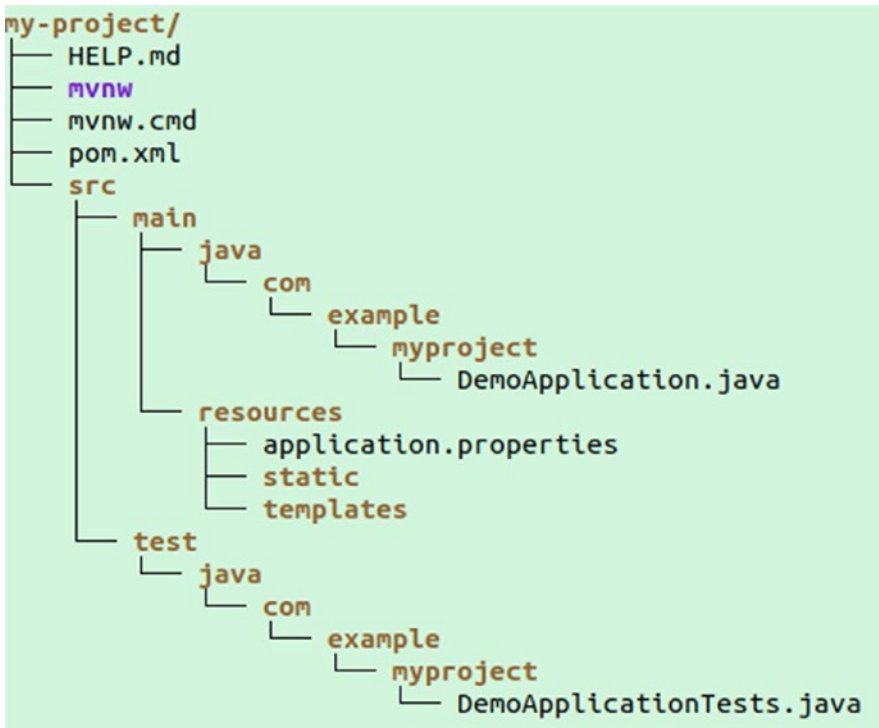 my-project/
HELP.md
mvnw
mvnw.cmd
pom.xml
src
main
java
com
example
myproject
DemoApplication.java
resources
application.properties
static
templates
test
java
com
example
myproject
DemoApplicationTests.java